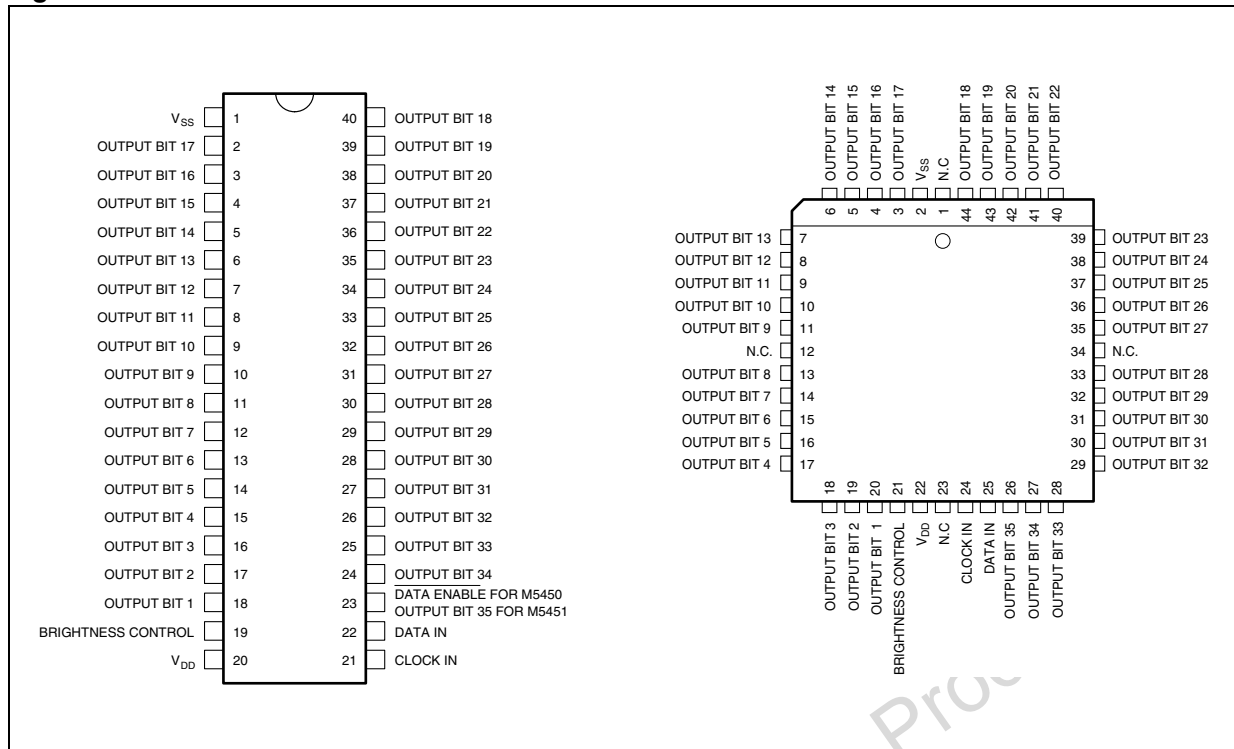 V_SS 1 40 OUTPUT BIT 18
OUTPUT BIT 17 2 39 OUTPUT BIT 19
OUTPUT BIT 16 3 38 OUTPUT BIT 20
OUTPUT BIT 15 4 37 OUTPUT BIT 21
OUTPUT BIT 14 5 36 OUTPUT BIT 22
OUTPUT BIT 13 6 35 OUTPUT BIT 23
OUTPUT BIT 12 7 34 OUTPUT BIT 24
OUTPUT BIT 11 8 33 OUTPUT BIT 25
OUTPUT BIT 10 9 32 OUTPUT BIT 26
OUTPUT BIT 9 10 31 OUTPUT BIT 27
OUTPUT BIT 8 11 30 OUTPUT BIT 28
OUTPUT BIT 7 12 29 OUTPUT BIT 29
OUTPUT BIT 6 13 28 OUTPUT BIT 30
OUTPUT BIT 5 14 27 OUTPUT BIT 31
OUTPUT BIT 4 15 26 OUTPUT BIT 32
OUTPUT BIT 3 16 25 OUTPUT BIT 33
OUTPUT BIT 2 17 24 OUTPUT BIT 34
OUTPUT BIT 1 18 23 DATA ENABLE FOR M5450
OUTPUT BIT 35 FOR M5451
BRIGHTNESS CONTROL 19 22 DATA IN
V_DD 20 21 CLOCK IN
OUTPUT BIT 14
OUTPUT BIT 15
OUTPUT BIT 16
OUTPUT BIT 17
V_SS
N.C
OUTPUT BIT 18
OUTPUT BIT 19
OUTPUT BIT 20
OUTPUT BIT 21
OUTPUT BIT 22
6 5 4 3 2 1 44 43 42 41 40
OUTPUT BIT 13 7 39 OUTPUT BIT 23
OUTPUT BIT 12 8 38 OUTPUT BIT 24
OUTPUT BIT 11 9 37 OUTPUT BIT 25
OUTPUT BIT 10 10 36 OUTPUT BIT 26
OUTPUT BIT 9 11 35 OUTPUT BIT 27
N.C. 12 34 N.C.
OUTPUT BIT 8 13 33 OUTPUT BIT 28
OUTPUT BIT 7 14 32 OUTPUT BIT 29
OUTPUT BIT 6 15 31 OUTPUT BIT 30
OUTPUT BIT 5 16 30 OUTPUT BIT 31
OUTPUT BIT 4 17 29 OUTPUT BIT 32
18 19 20 21 22 23 24 25 26 27 28
OUTPUT BIT 3
OUTPUT BIT 2
OUTPUT BIT 1
BRIGHTNESS CONTROL
V_DD
N.C
CLOCK IN
DATA IN
OUTPUT BIT 35
OUTPUT BIT 34
OUTPUT BIT 33